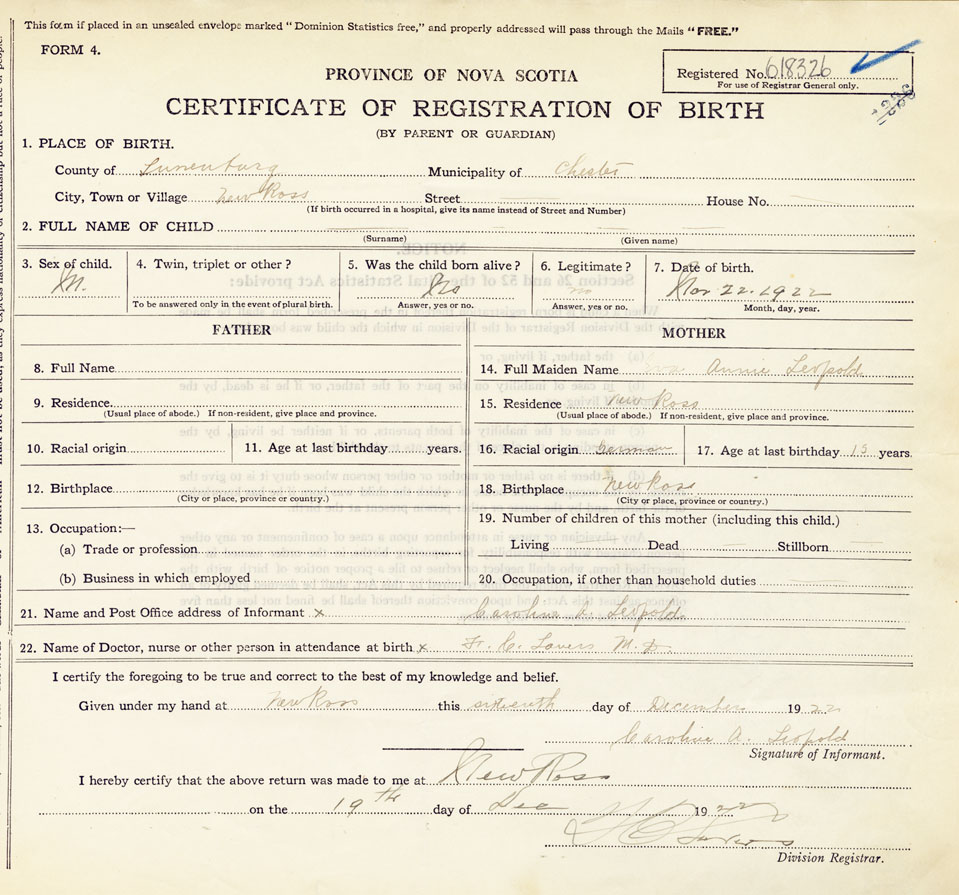 This form if placed in an unsealed envelope marked "Dominion Statistics free," and properly addressed will pass through the Mails "FREE."
FORM 4.
Registered No. 618326
For use of Registrar General only.
PROVINCE OF NOVA SCOTIA
CERTIFICATE OF REGISTRATION OF BIRTH
(BY PARENT OR GUARDIAN)
1. PLACE OF BIRTH.
County of Lunenburg Municipality of Chester
City, Town or Village New Ross Street House No.
(If birth occurred in a hospital, give its name instead of Street and Number)
2. FULL NAME OF CHILD
(Surname) (Given name)
3. Sex of child. 4. Twin, triplet or other? 5. Was the child born alive? 6. Legitimate? 7. Date of birth.
M. no Nov 22. 1922
To be answered only in the event of plural birth. Answer, yes or no. Answer, yes or no. Month, day, year.
FATHER MOTHER
8. Full Name 14. Full Maiden Name Annie Leopold
9. Residence. 15. Residence New Ross
(Usual place of abode.) If non-resident, give place and province. (Usual place of abode.) If non-resident, give place and province.
10. Racial origin 11. Age at last birthday years. 16. Racial origin German 17. Age at last birthday years.
12. Birthplace 18. Birthplace New Ross
(City or place, province or country.) (City or place, province or country.)
13. Occupation:— 19. Number of children of this mother (including this child.)
(a) Trade or profession Living Dead Stillborn
(b) Business in which employed 20. Occupation, if other than household duties
21. Name and Post Office address of Informant x Caroline A. Leopold
22. Name of Doctor, nurse or other person in attendance at birth x M.D.
I certify the foregoing to be true and correct to the best of my knowledge and belief.
Given under my hand at New Ross this sixteenth day of December 1922
Caroline A. Leopold
Signature of Informant.
I hereby certify that the above return was made to me at New Ross
on the 19th day of Dec 1922
Division Registrar.